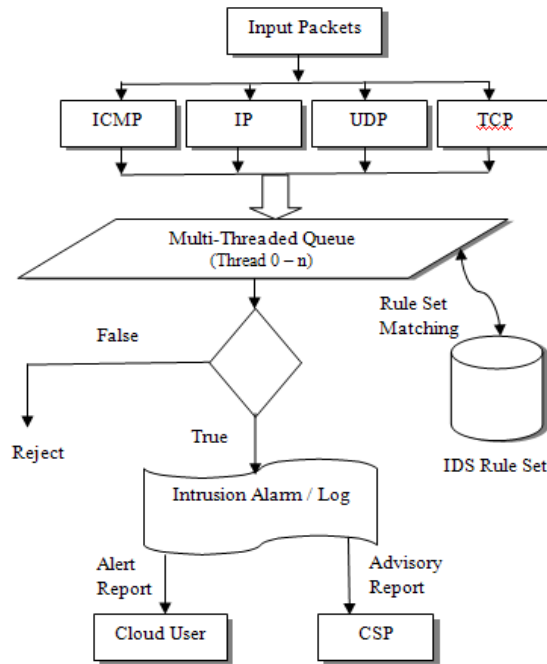 Input Packets
ICMP
IP
UDP
TCP
Multi-Threaded Queue
(Thread 0 – n)
Rule Set
Matching
False
Reject
True
IDS Rule Set
Intrusion Alarm / Log
Alert
Report
Advisory
Report
Cloud User
CSP